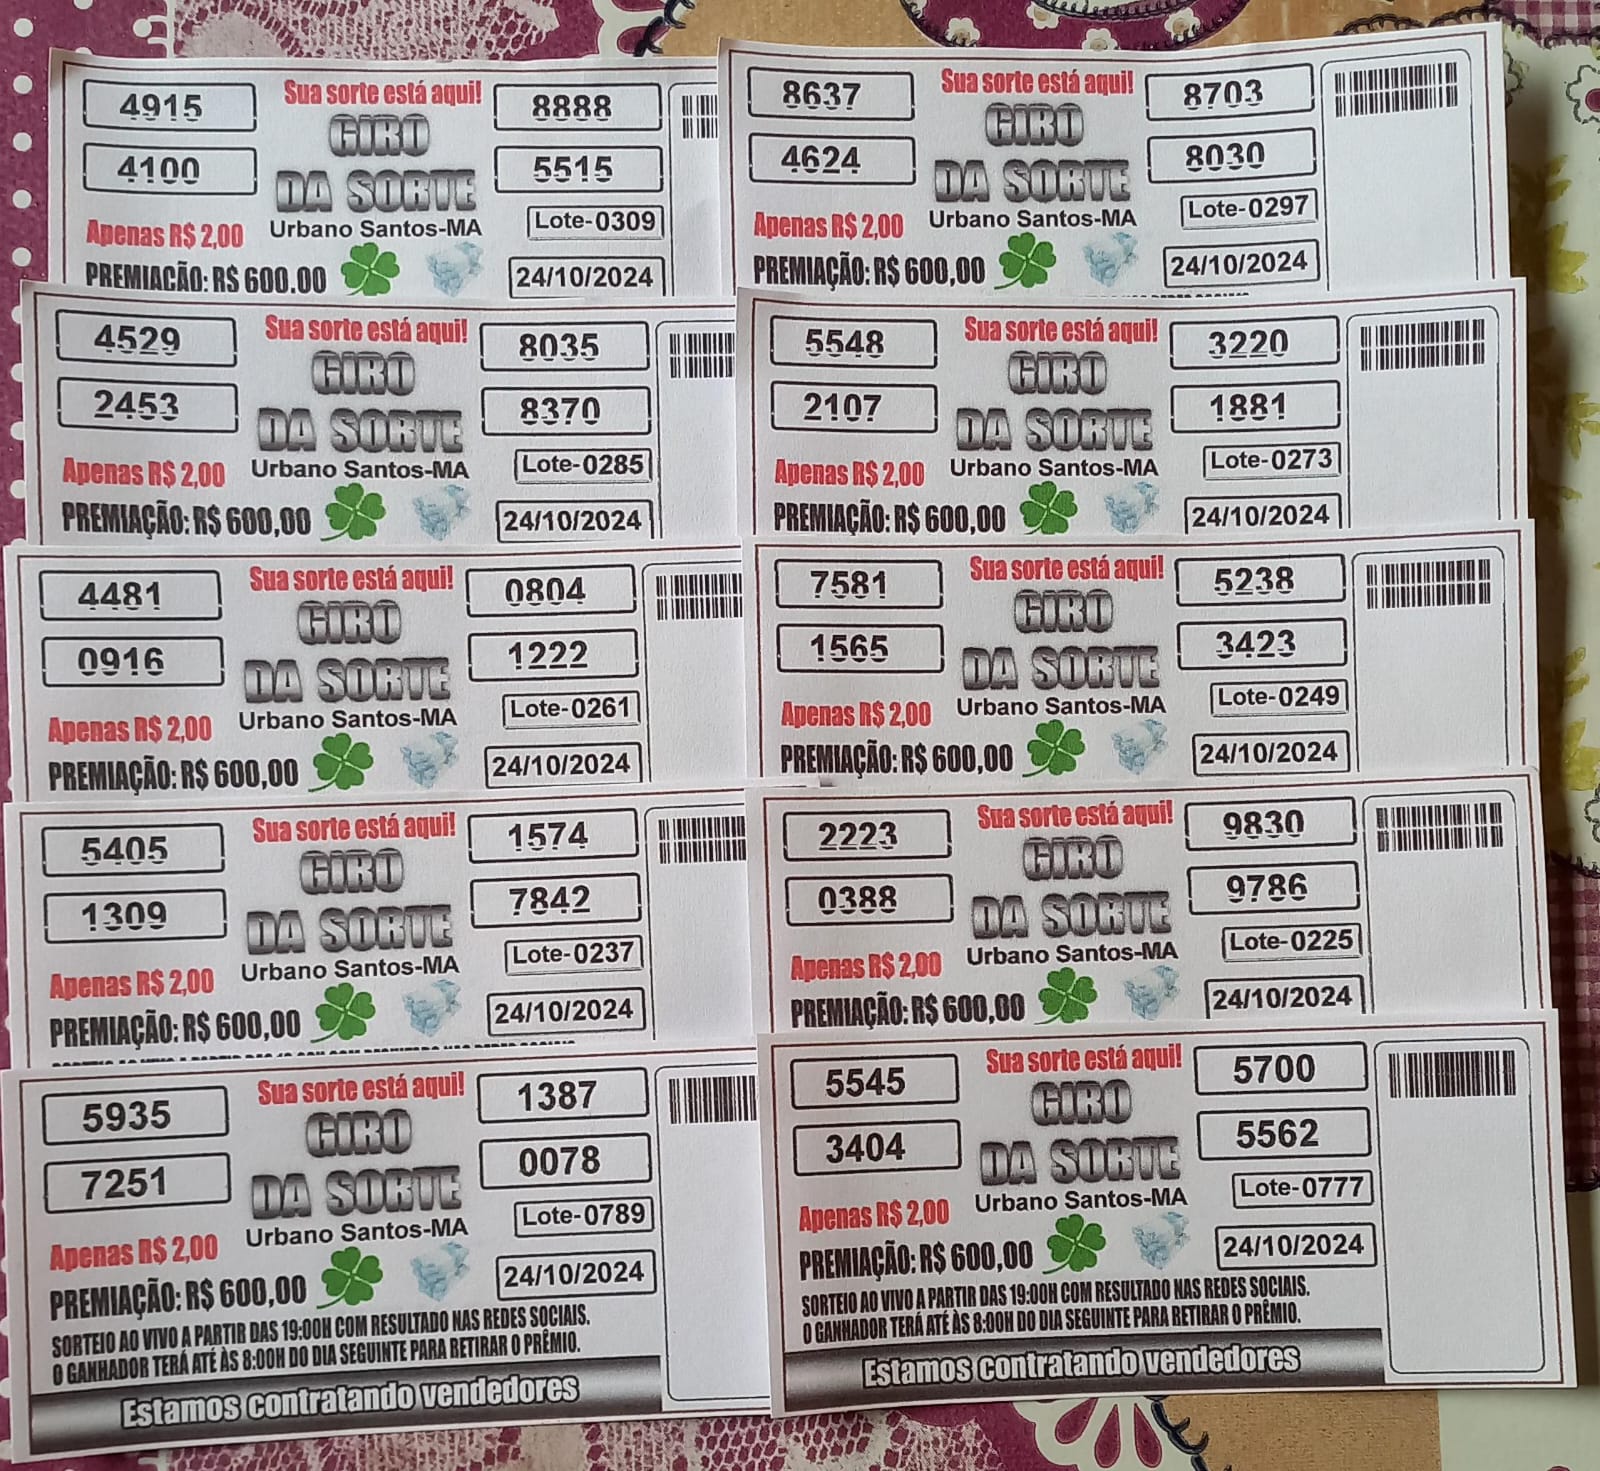 4915
4100
Sua sorte está aqui!
GIRO
DA SORTE
Urbano Santos-MA
8888
5515
Lote-0309
Apenas R$ 2,00
PREMIAÇÃO: R$ 600,00
24/10/2024
8637
4624
Sua sorte está aqui!
GIRO
DA SORTE
Urbano Santos-MA
8703
8030
Lote-0297
Apenas R$ 2,00
PREMIAÇÃO: R$ 600,00
24/10/2024
4529
2453
Sua sorte está aqui!
GIRO
DA SORTE
Urbano Santos-MA
8035
8370
Lote-0285
Apenas R$ 2,00
PREMIAÇÃO: R$ 600,00
24/10/2024
5548
2107
Sua sorte está aqui!
GIRO
DA SORTE
Urbano Santos-MA
3220
1881
Lote-0273
Apenas R$ 2,00
PREMIAÇÃO: R$ 600,00
24/10/2024
4481
0916
Sua sorte está aqui!
GIRO
DA SORTE
Urbano Santos-MA
0804
1222
Lote-0261
Apenas R$ 2,00
PREMIAÇÃO: R$ 600,00
24/10/2024
7581
1565
Sua sorte está aqui!
GIRO
DA SORTE
Urbano Santos-MA
5238
3423
Lote-0249
Apenas R$ 2,00
PREMIAÇÃO: R$ 600,00
24/10/2024
5405
1309
Sua sorte está aqui!
GIRO
DA SORTE
Urbano Santos-MA
1574
7842
Lote-0237
Apenas R$ 2,00
PREMIAÇÃO: R$ 600,00
24/10/2024
2223
0388
Sua sorte está aqui!
GIRO
DA SORTE
Urbano Santos-MA
9830
9786
Lote-0225
Apenas R$ 2,00
PREMIAÇÃO: R$ 600,00
24/10/2024
5935
7251
Sua sorte está aqui!
GIRO
DA SORTE
Urbano Santos-MA
1387
0078
Lote-0789
Apenas R$ 2,00
PREMIAÇÃO: R$ 600,00
24/10/2024
SORTEIO AO VIVO A PARTIR DAS 19:00H COM RESULTADO NAS REDES SOCIAIS.
O GANHADOR TERÁ ATÉ ÀS 8:00H DO DIA SEGUINTE PARA RETIRAR O PRÊMIO.
Estamos contratando vendedores
5545
3404
Sua sorte está aqui!
GIRO
DA SORTE
Urbano Santos-MA
5700
5562
Lote-0777
Apenas R$ 2,00
PREMIAÇÃO: R$ 600,00
24/10/2024
SORTEIO AO VIVO A PARTIR DAS 19:00H COM RESULTADO NAS REDES SOCIAIS.
O GANHADOR TERÁ ATÉ ÀS 8:00H DO DIA SEGUINTE PARA RETIRAR O PRÊMIO.
Estamos contratando vendedores